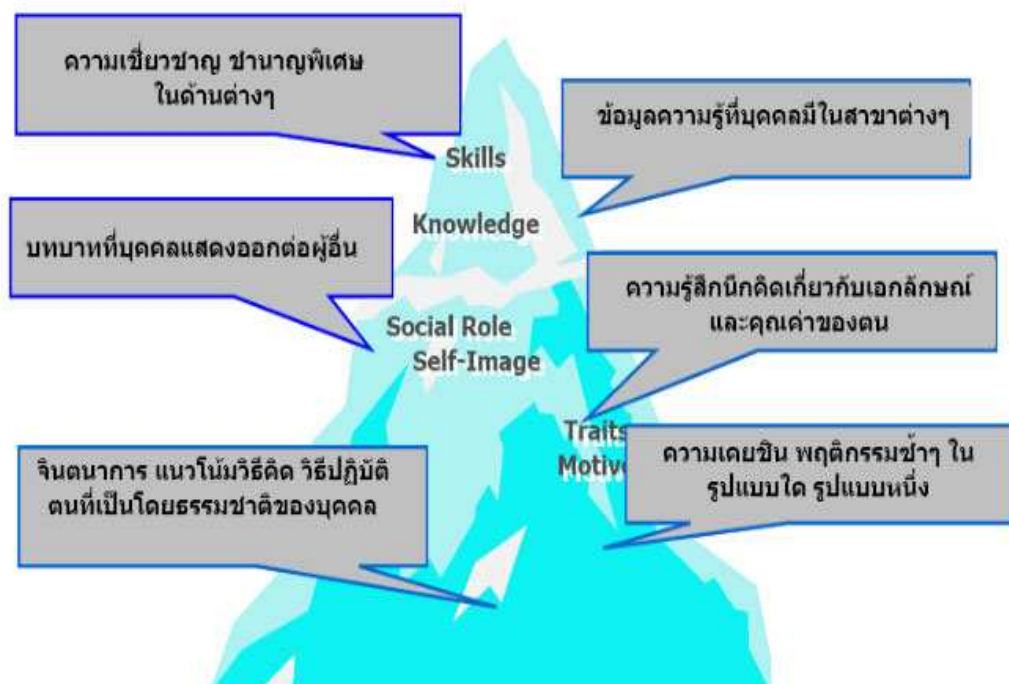 ความเชี่ยวชาญ ชำนาญพิเศษ
ในด้านต่างๆ
ข้อมูลความรู้ที่บุคคลมีในสาขาต่างๆ
Skills
Knowledge
บทบาทที่บุคคลแสดงออกต่อผู้อื่น
ความรู้สึกนึกคิดเกี่ยวกับเอกลักษณ์
และคุณค่าของตน
Social Role
Self-Image
Traits
Motive
จินตนาการ แนวโน้มวิธีคิด วิธีปฏิบัติ
ตนที่เป็นโดยธรรมชาติของบุคคล
ความเคยชิน พฤติกรรมซ้ำๆ ใน
รูปแบบใด รูปแบบหนึ่ง